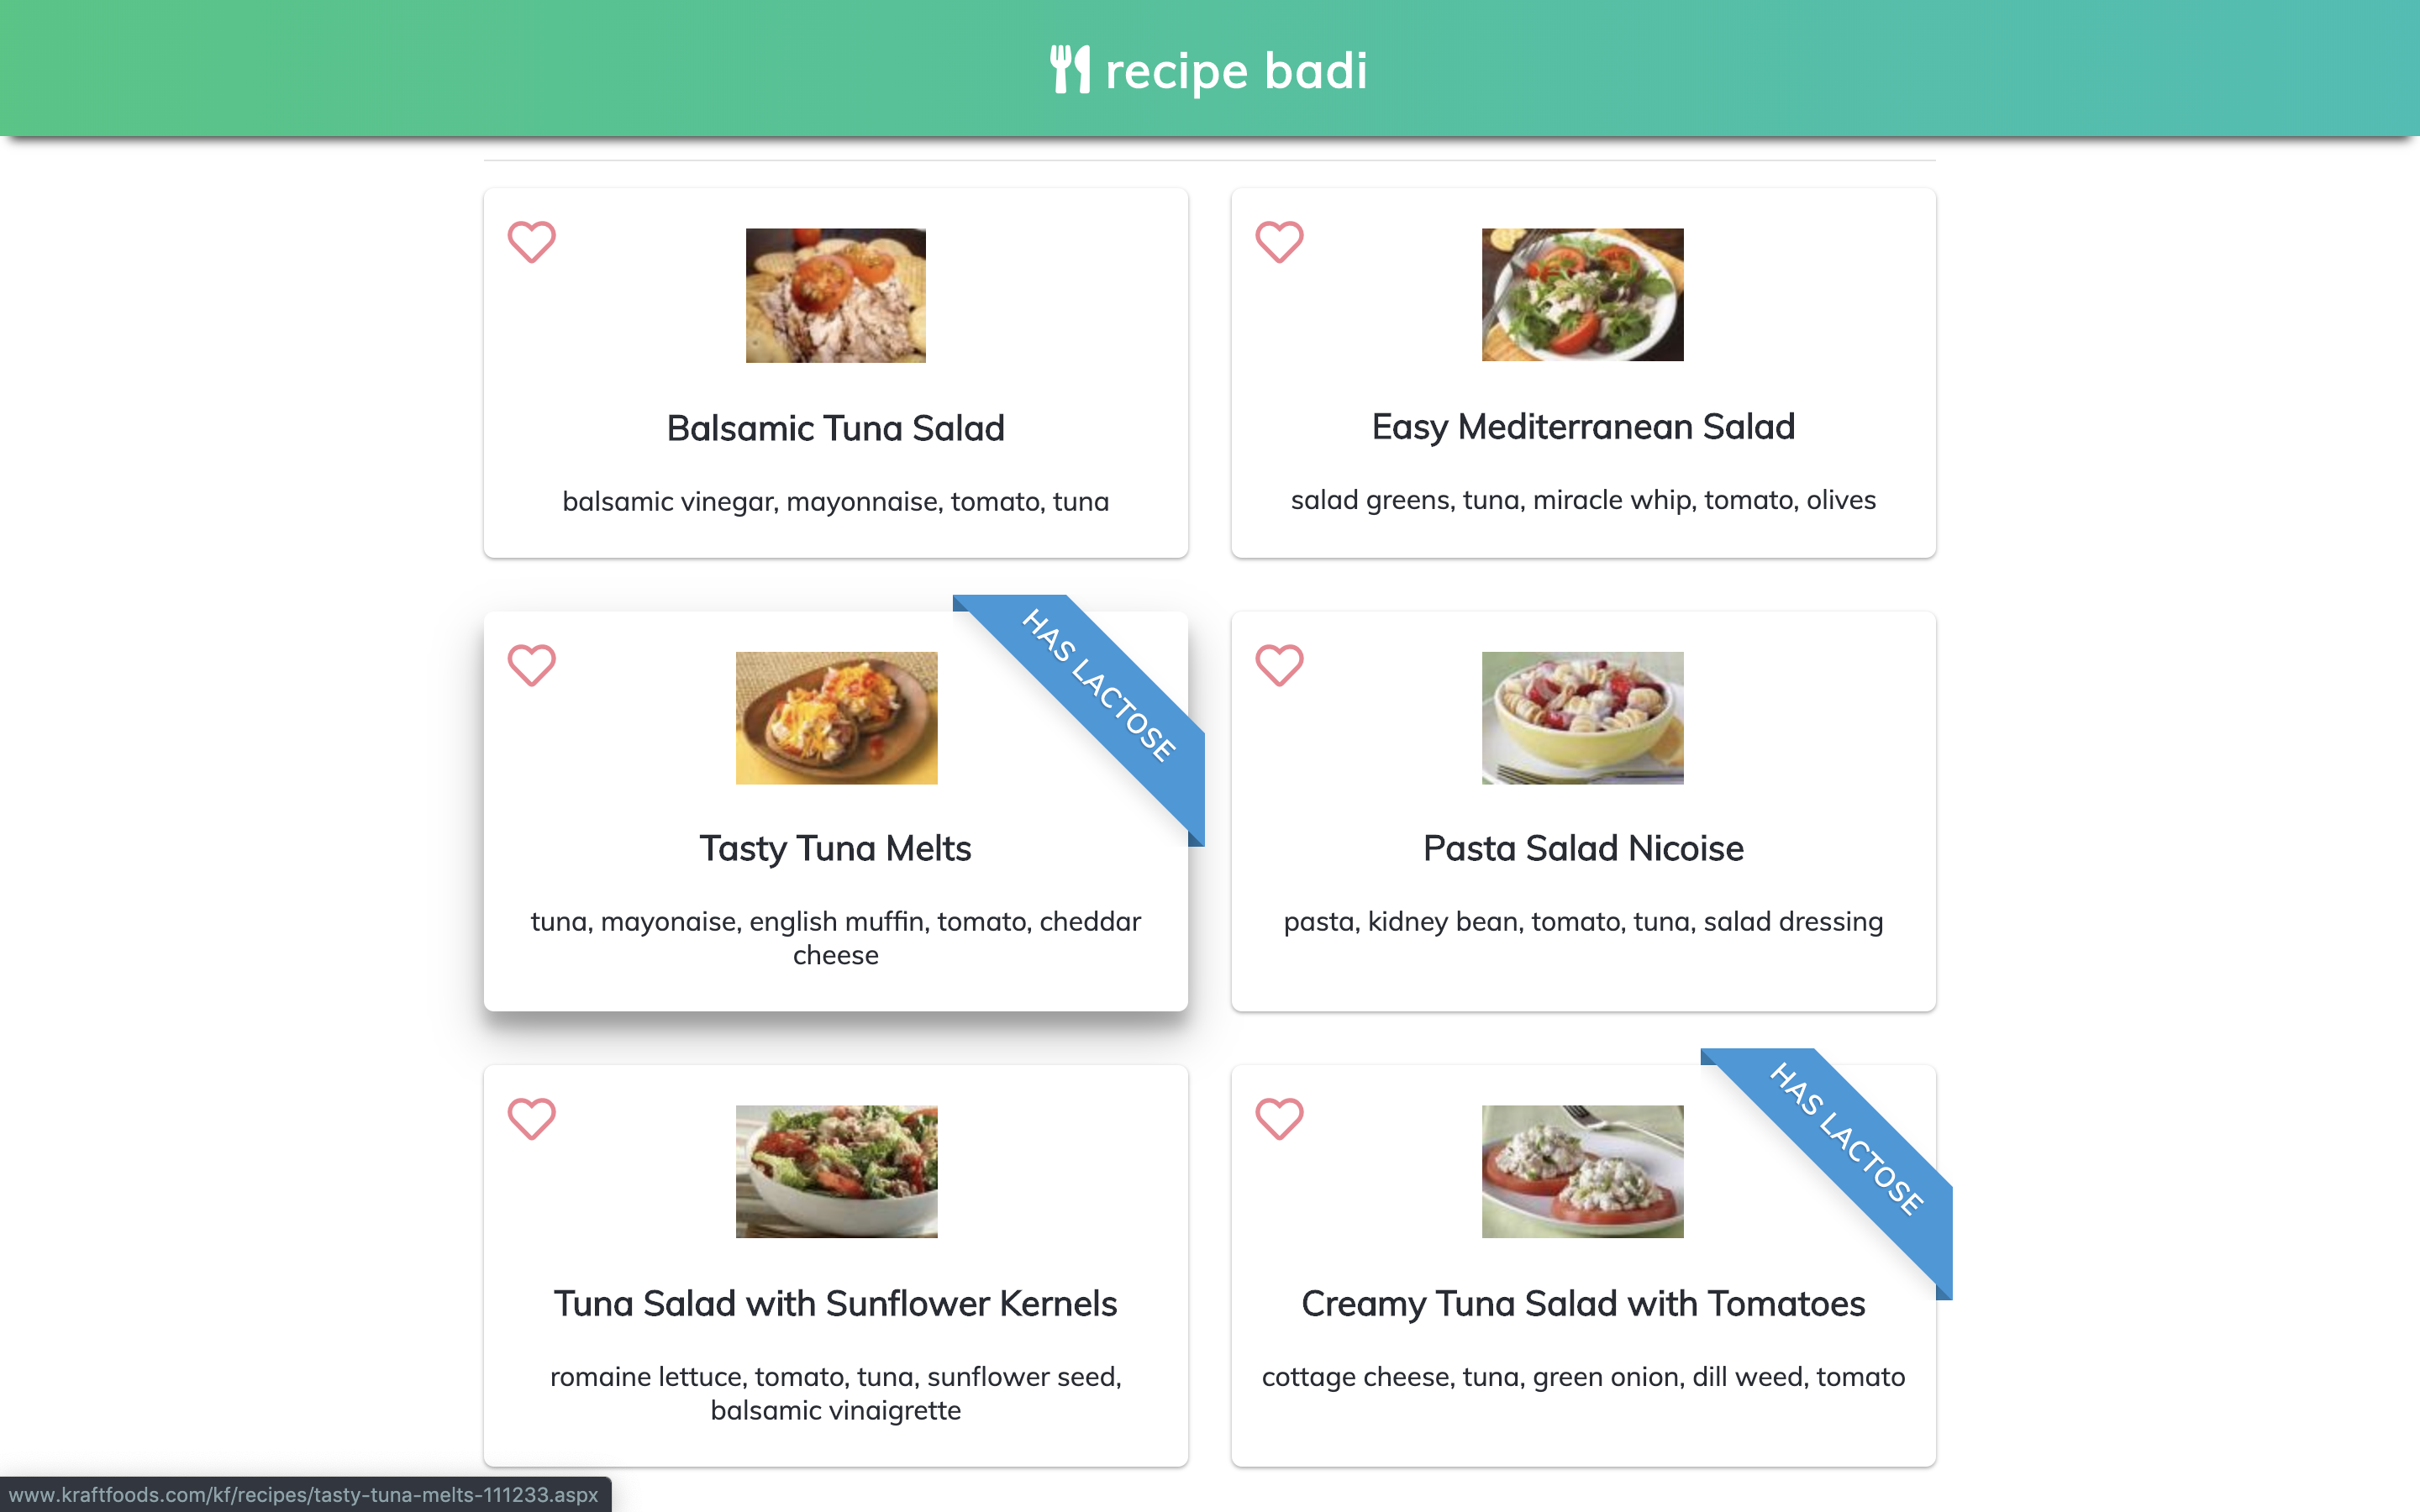 recipe badi
Balsamic Tuna Salad
balsamic vinegar, mayonnaise, tomato, tuna
Easy Mediterranean Salad
salad greens, tuna, miracle whip, tomato, olives
HAS LACTOSE
Tasty Tuna Melts
tuna, mayonaise, english muffin, tomato, cheddar
cheese
Pasta Salad Nicoise
pasta, kidney bean, tomato, tuna, salad dressing
Tuna Salad with Sunflower Kernels
romaine lettuce, tomato, tuna, sunflower seed,
balsamic vinaigrette
HAS LACTOSE
Creamy Tuna Salad with Tomatoes
cottage cheese, tuna, green onion, dill weed, tomato
www.kraftfoods.com/kf/recipes/tasty-tuna-melts-111233.aspx